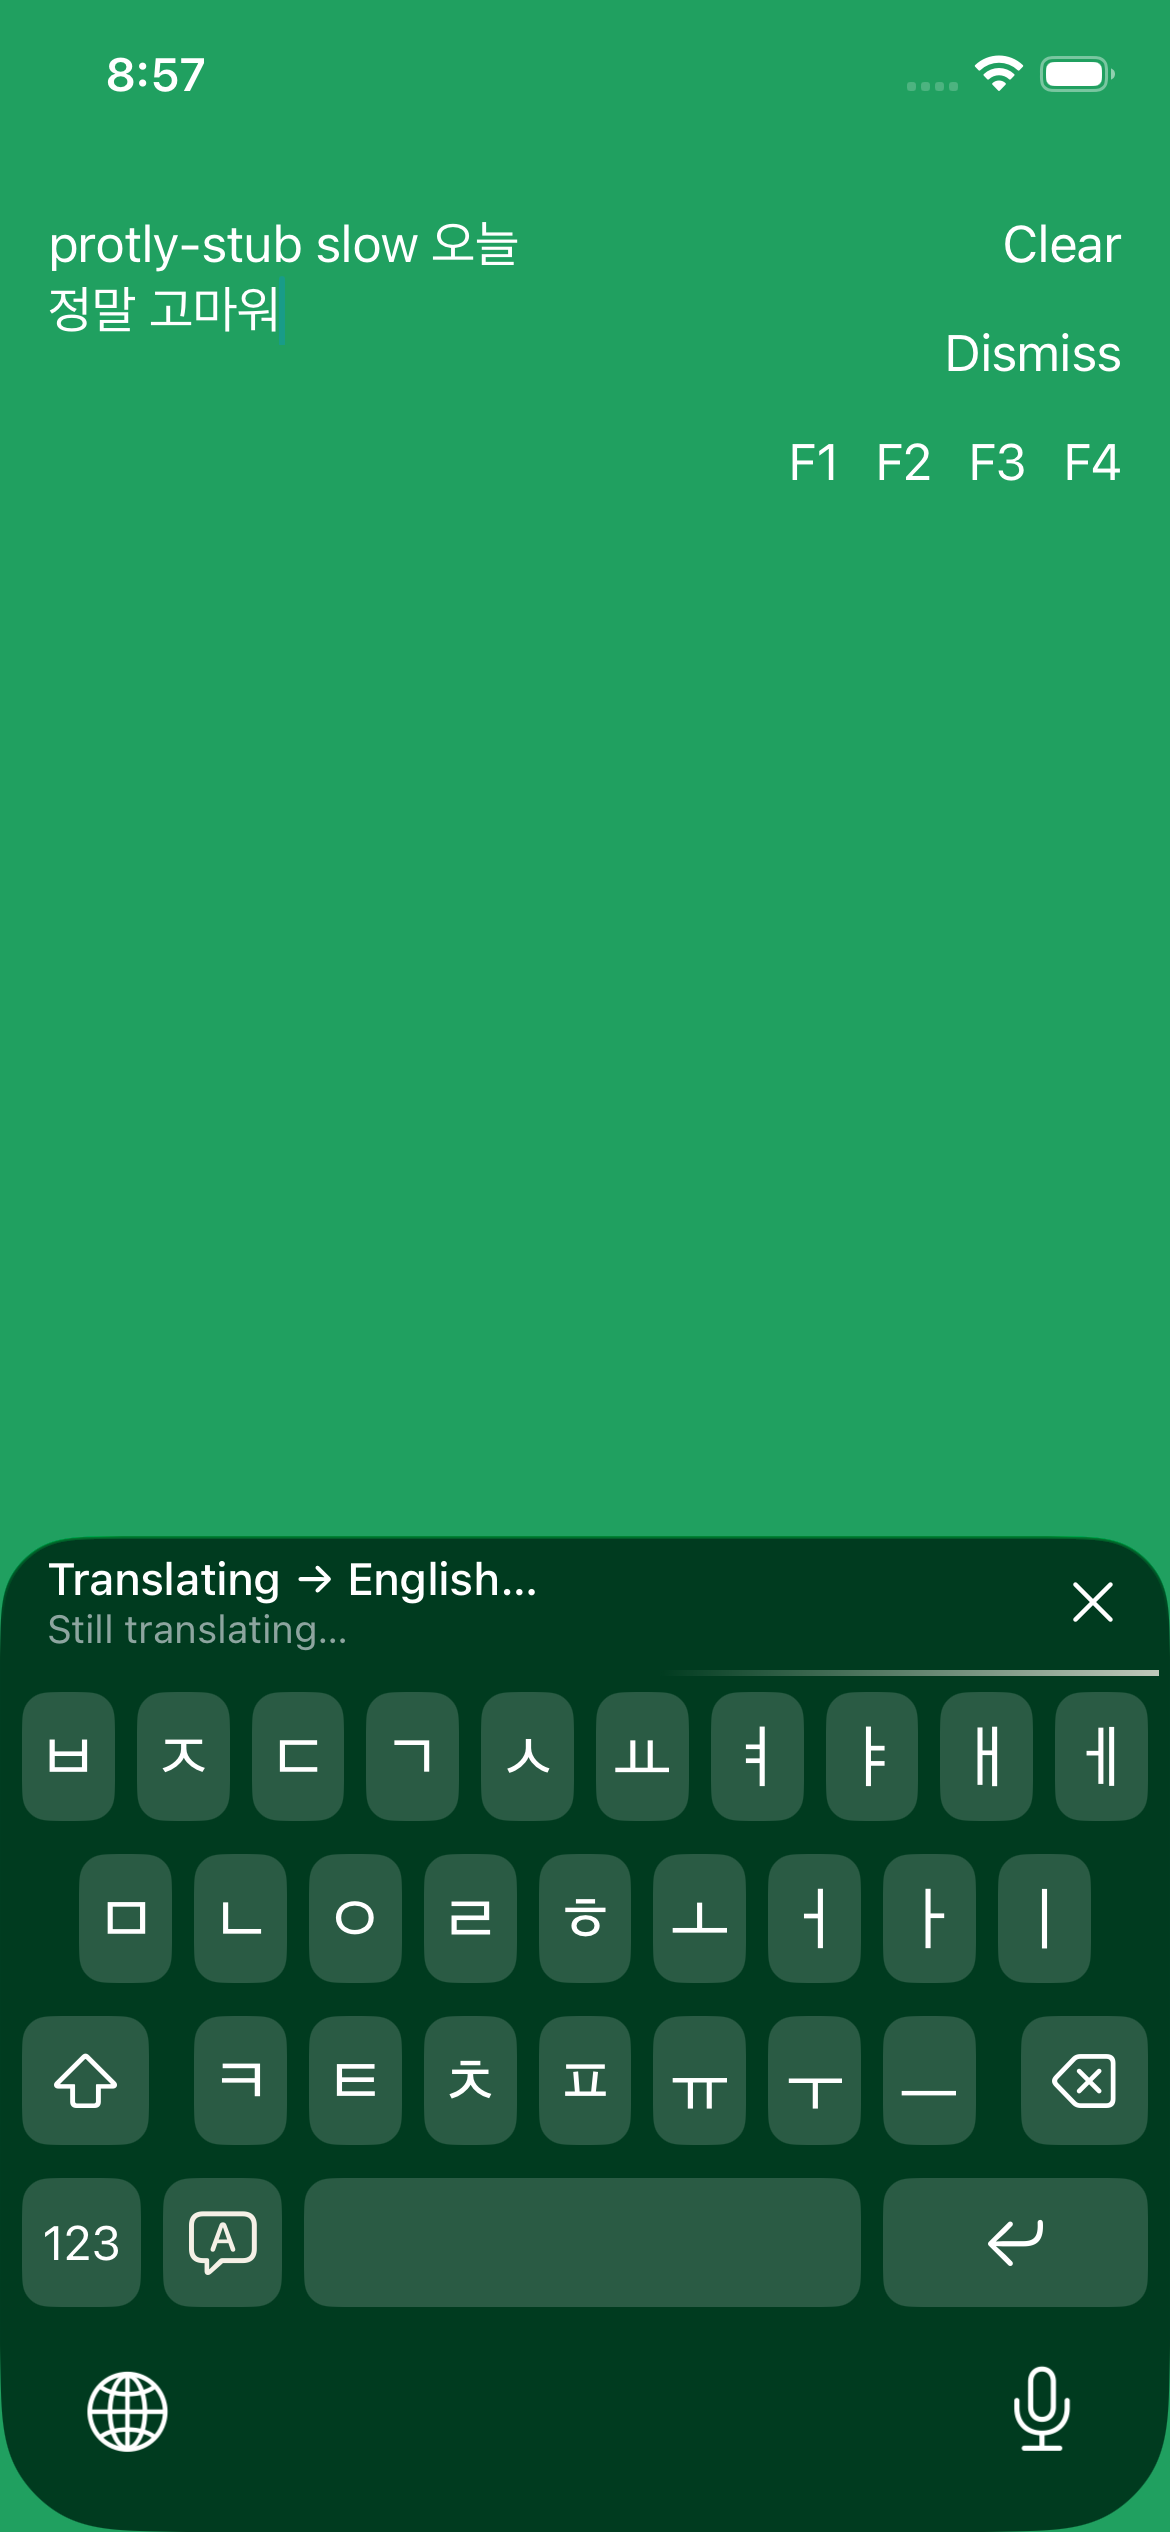 8:57
protly-stub slow 오늘
정말 고마워
Clear
Dismiss
F1 F2 F3 F4
Translating → English...
Still translating...
ㅂ ㅈ ㄷ ㄱ ㅅ ㅛ ㅕ ㅑ ㅐ ㅔ
ㅁ ㄴ ㅇ ㄹ ㅎ ㅗ ㅓ ㅏ ㅣ
ㅋ ㅌ ㅊ ㅍ ㅠ ㅜ ㅡ
123 A